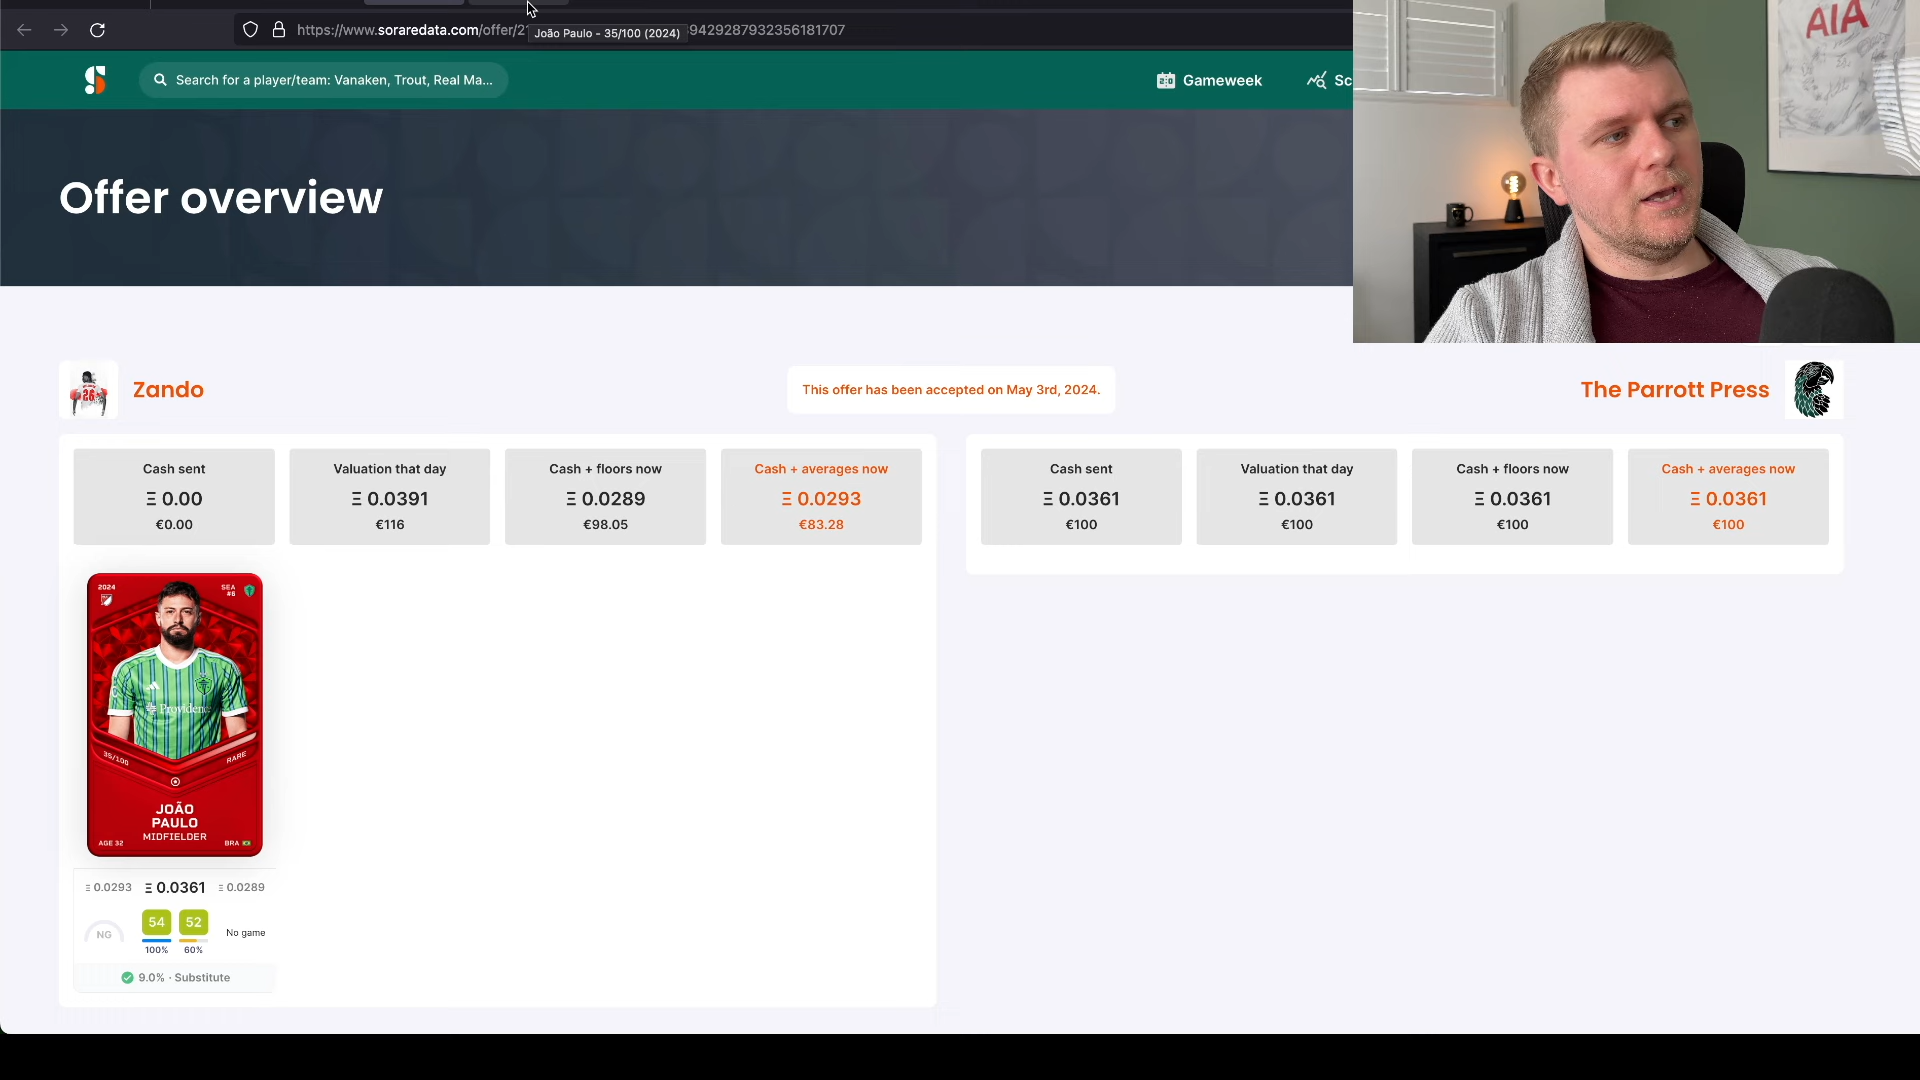 https://www.soraredata.com/offer/2
94292879323561817​07
João Paulo - 35/100 (2024)
Search for a player/team: Vanaken, Trout, Real Ma...
Gameweek
Sc
AIA
Offer overview
Zando
This offer has been accepted on May 3rd, 2024.
The Parrott Press
Cash sent
Ξ 0.00
€0.00
Valuation that day
Ξ 0.0391
€116
Cash + floors now
Ξ 0.0289
€98.05
Cash + averages now
Ξ 0.0293
€83.28
Cash sent
Ξ 0.0361
€100
Valuation that day
Ξ 0.0361
€100
Cash + floors now
Ξ 0.0361
€100
Cash + averages now
Ξ 0.0361
€100
2024
SEA
#6
Providence
35/100
RARE
JOÃO
PAULO
MIDFIELDER
AGE 32
BRA
Ξ 0.0293 Ξ 0.0361 Ξ 0.0289
NG
54 52
No game
100% 60%
9.0% · Substitute